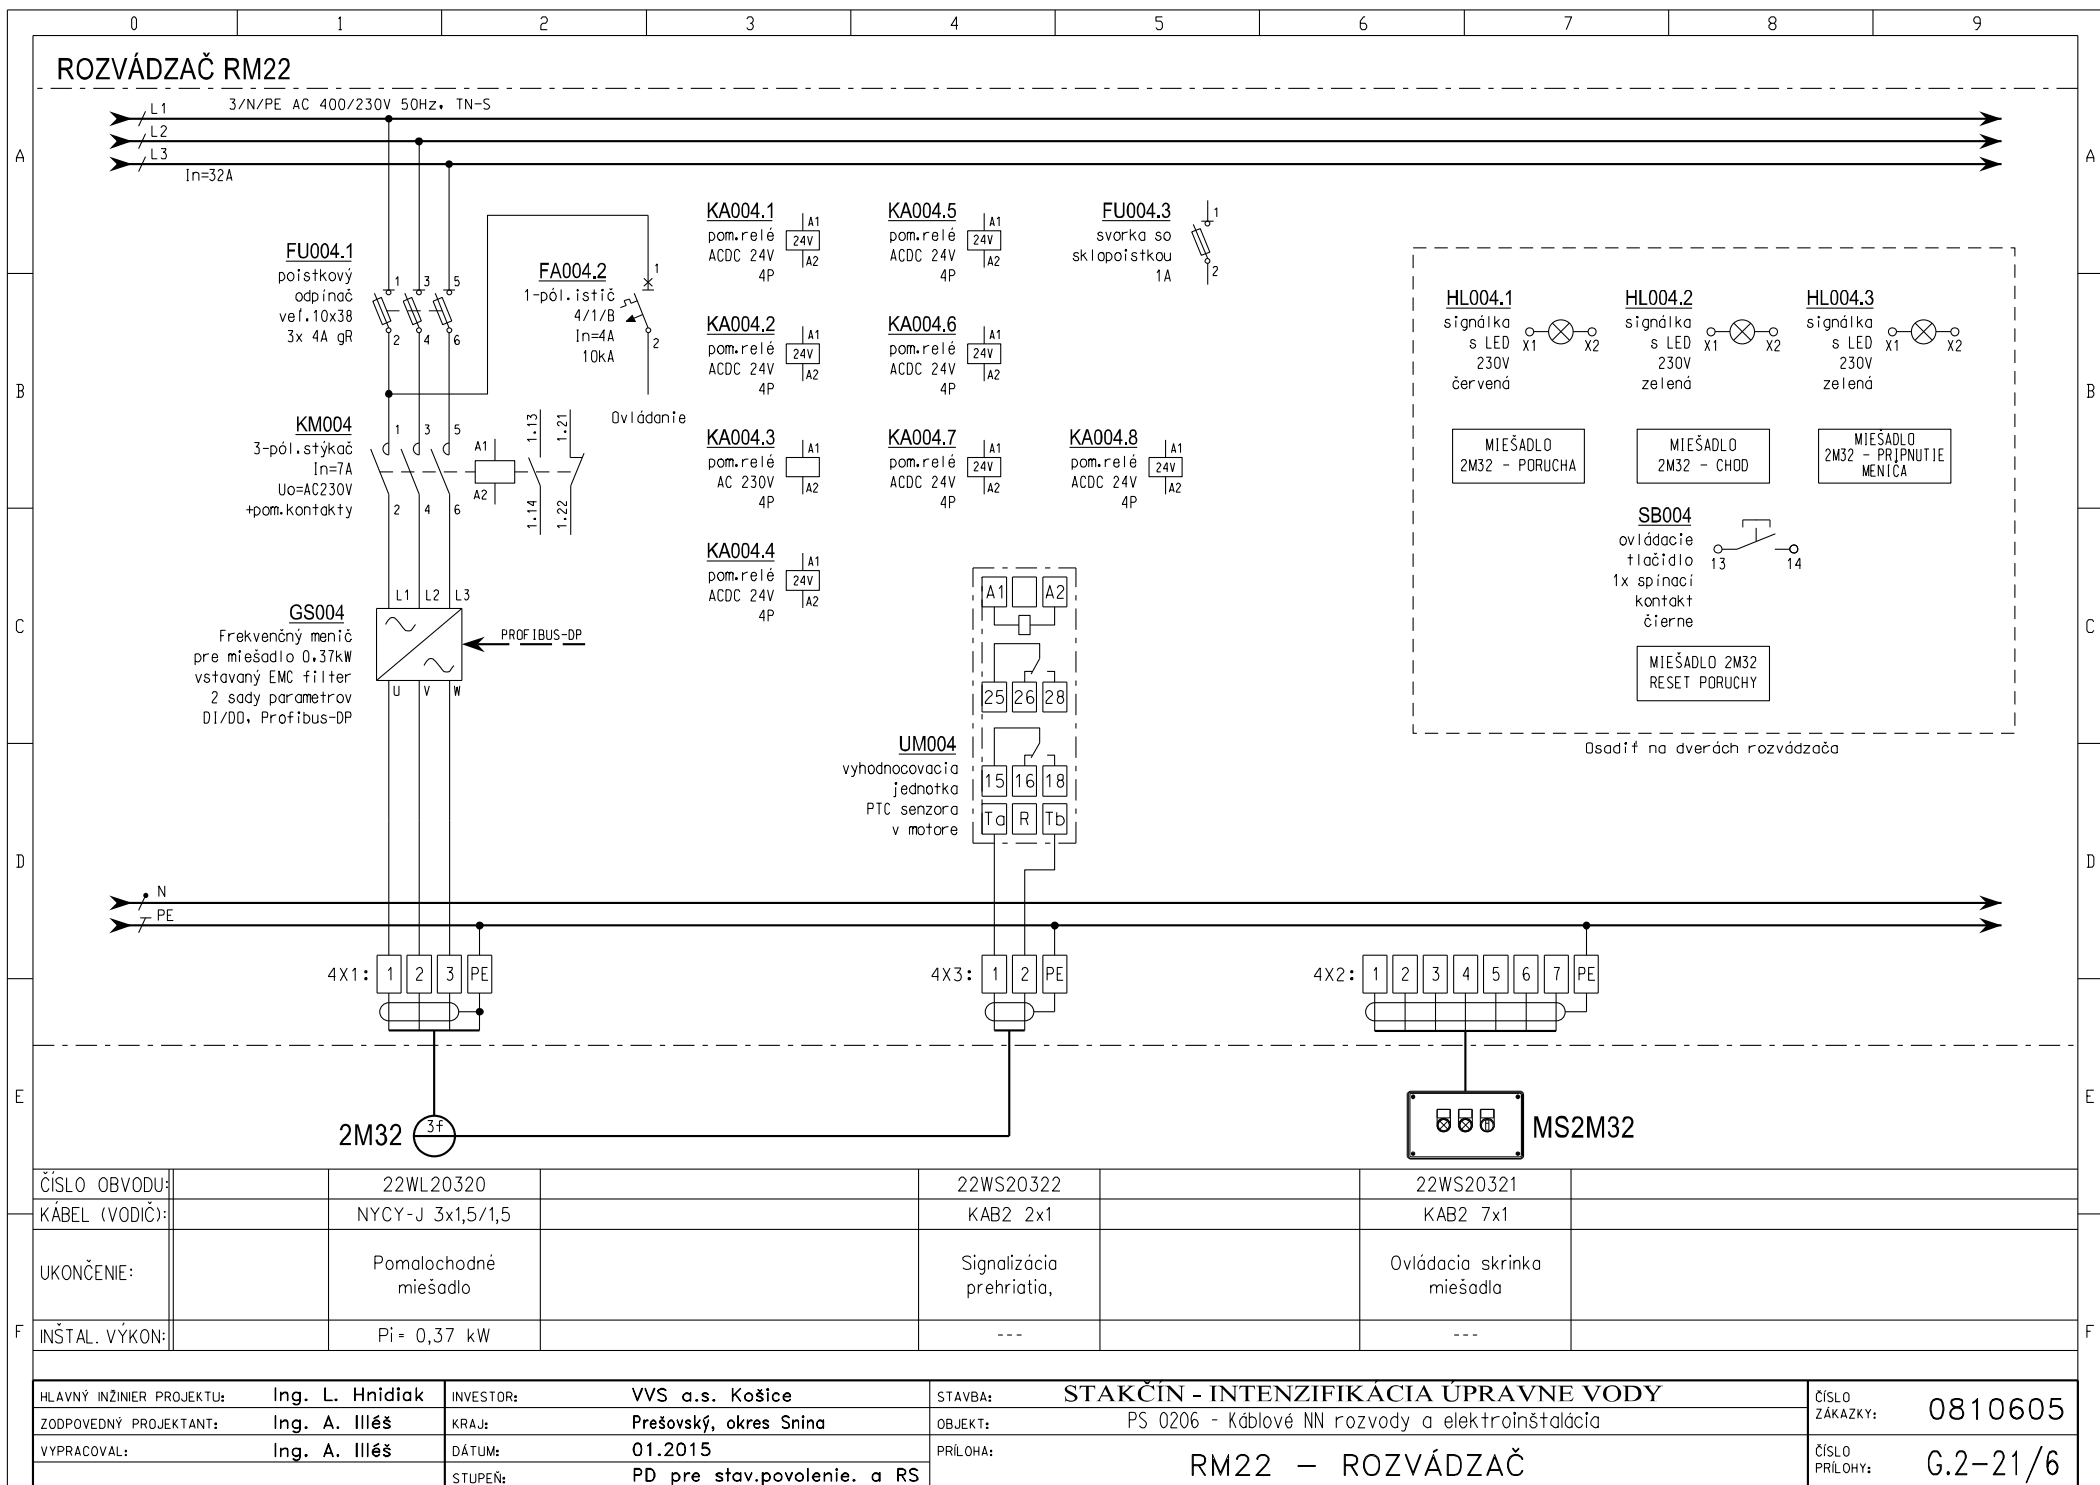 0 1 2 3 4 5 6 7 8 9
ROZVÁDZAČ RM22
L1 3/N/PE AC 400/230V 50Hz, TN-S
L2
L3
In=32A
A A
B B
C C
D D
E E
F F
FU004.1
poistkový
odpínač
veľ.10x38
3x 4A gR
1 3 5
2 4 6
FA004.2
1-pól.istič
4/1/B
In=4A
10kA
1
2
Ovládanie
KM004
3-pól.stýkač
In=7A
Uo=AC230V
+pom.kontakty
1 3 5
2 4 6
A1
A2
1.13 1.21
1.14 1.22
GS004
Frekvenčný menič
pre miešadlo 0,37kW
vstavaný EMC filter
2 sady parametrov
DI/DO, Profibus-DP
L1 L2 L3
U V W
PROFIBUS-DP
KA004.1
pom.relé
ACDC 24V
4P
A1
24V
A2
KA004.2
pom.relé
ACDC 24V
4P
A1
24V
A2
KA004.3
pom.relé
AC 230V
4P
A1
A2
KA004.4
pom.relé
ACDC 24V
4P
A1
24V
A2
KA004.5
pom.relé
ACDC 24V
4P
A1
24V
A2
KA004.6
pom.relé
ACDC 24V
4P
A1
24V
A2
KA004.7
pom.relé
ACDC 24V
4P
A1
24V
A2
KA004.8
pom.relé
ACDC 24V
4P
A1
24V
A2
FU004.3
svorka so
sklopoistkou
1A
1
2
HL004.1
signálka
s LED
230V
červená
X1 X2
HL004.2
signálka
s LED
230V
zelená
X1 X2
HL004.3
signálka
s LED
230V
zelená
X1 X2
MIEŠADLO
2M32 - PORUCHA
MIEŠADLO
2M32 - CHOD
MIEŠADLO
2M32 - PRIPNUTIE
MENIČA
SB004
ovládacie
tlačidlo
1x spínací
kontakt
čierne
13 14
MIEŠADLO 2M32
RESET PORUCHY
Osadiť na dverách rozvádzača
UM004
vyhodnocovacia
jednotka
PTC senzora
v motore
A1 A2
25 26 28
15 16 18
Ta R Tb
N
PE
4X1: 1 2 3 PE
4X3: 1 2 PE
4X2: 1 2 3 4 5 6 7 PE
2M32 3f
MS2M32
ČÍSLO OBVODU: 22WL20320 22WS20322 22WS20321
KÁBEL (VODIČ): NYCY-J 3x1,5/1,5 KAB2 2x1 KAB2 7x1
UKONČENIE:
Pomalochodné
miešadlo
Signalizácia
prehriatia,
Ovládacia skrinka
miešadla
INŠTAL. VÝKON: Pi= 0,37 kW --- ---
HLAVNÝ INŽINIER PROJEKTU: Ing. L. Hnidiak
ZODPOVEDNÝ PROJEKTANT: Ing. A. Illéš
VYPRACOVAL: Ing. A. Illéš
INVESTOR: VVS a.s. Košice
KRAJ: Prešovský, okres Snina
DÁTUM: 01.2015
STUPEŇ: PD pre stav.povolenie. a RS
STAVBA: STAKČÍN - INTENZIFIKÁCIA ÚPRAVNE VODY
OBJEKT: PS 0206 - Káblové NN rozvody a elektroinštalácia
PRÍLOHA: RM22 – ROZVÁDZAČ
ČÍSLO
ZÁKAZKY: 0810605
ČÍSLO
PRÍLOHY: G.2-21/6